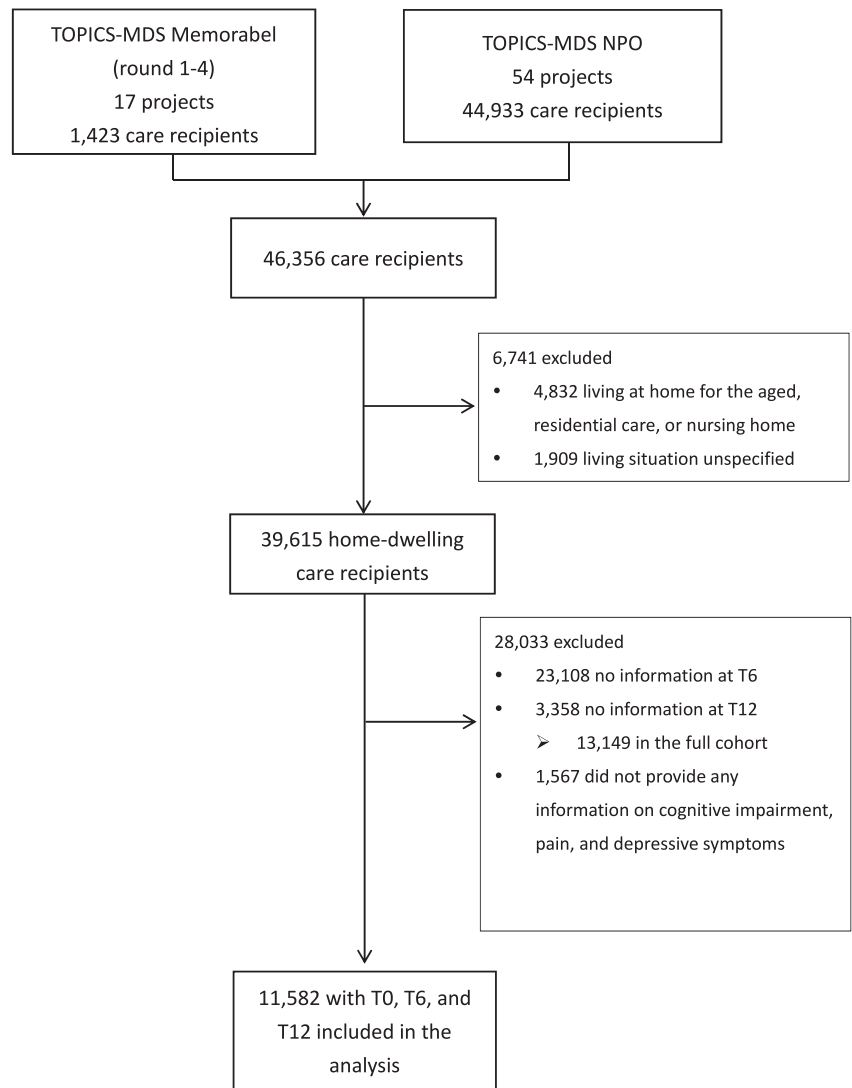 TOPICS-MDS Memorabel
(round 1-4)
17 projects
1,423 care recipients
TOPICS-MDS NPO
54 projects
44,933 care recipients
46,356 care recipients
6,741 excluded
• 4,832 living at home for the aged,
residential care, or nursing home
• 1,909 living situation unspecified
39,615 home-dwelling
care recipients
28,033 excluded
• 23,108 no information at T6
• 3,358 no information at T12
➢ 13,149 in the full cohort
• 1,567 did not provide any
information on cognitive impairment,
pain, and depressive symptoms
11,582 with T0, T6, and
T12 included in the
analysis